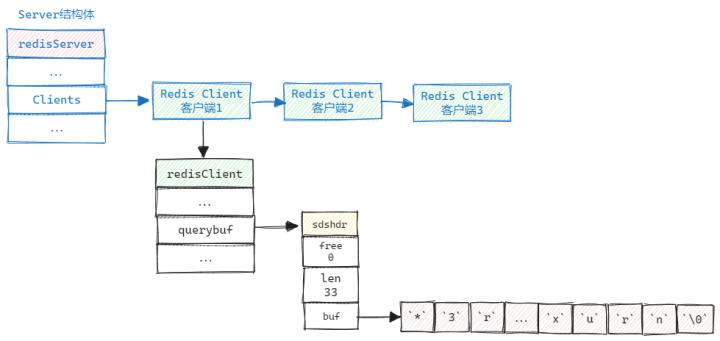 Server结构体
redisServer
...
Clients
...
Redis Client
客户端1
Redis Client
客户端2
Redis Client
客户端3
redisClient
...
querybuf
...
sdshdr
free
0
len
33
buf
`*` `3` `r` ... `x` `u` `r` `n` `\0`